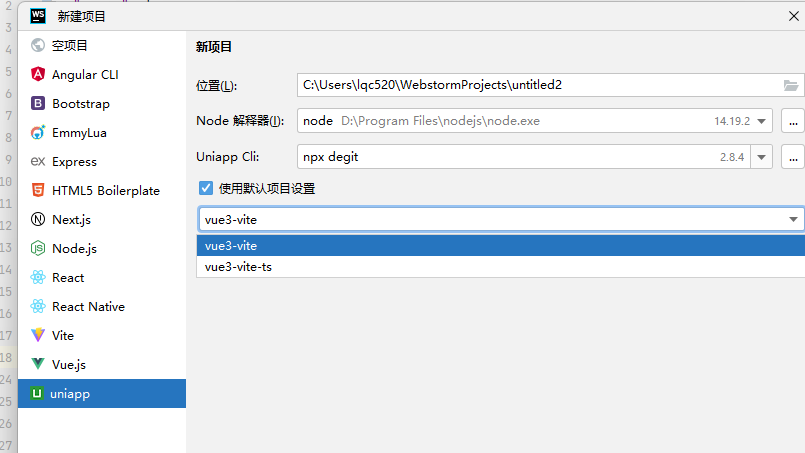 新建项目
空项目
Angular CLI
Bootstrap
EmmyLua
Express
HTML5 Boilerplate
Next.js
Node.js
React
React Native
Vite
Vue.js
uniapp
新项目
位置(L): C:\Users\lqc520\WebstormProjects\untitled2
Node 解释器(I): node D:\Program Files\nodejs\node.exe 14.19.2 ...
Uniapp Cli: npx degit 2.8.4 ...
使用默认项目设置
vue3-vite
vue3-vite
vue3-vite-ts
2
3
4
5
6
7
8
9
10
11
12
13
14
15
16
17
18
24
25
26
27